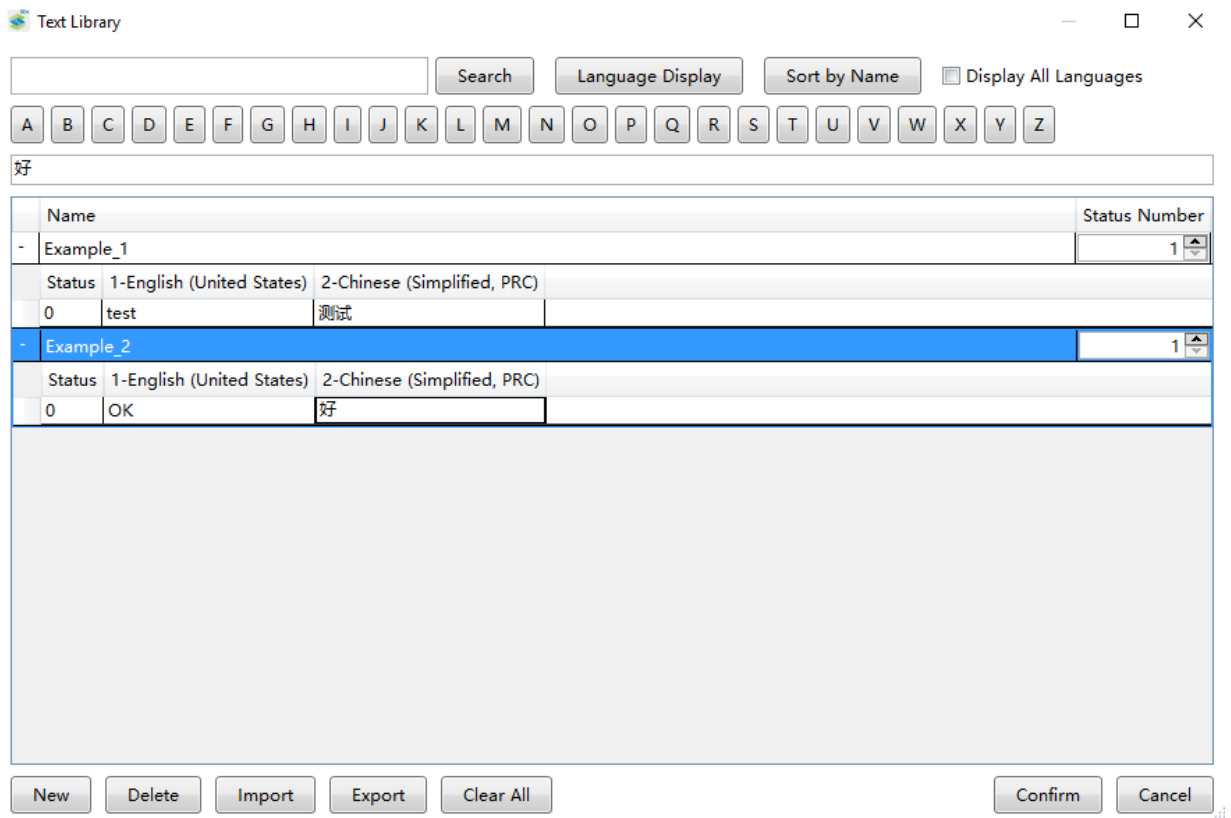 Text Library
Search Language Display Sort by Name Display All Languages
A B C D E F G H I J K L M N O P Q R S T U V W X Y Z
好
Name Status Number
- Example_1 1
Status 1-English (United States) 2-Chinese (Simplified, PRC)
0 test 测试
- Example_2 1
Status 1-English (United States) 2-Chinese (Simplified, PRC)
0 OK 好
New Delete Import Export Clear All Confirm Cancel